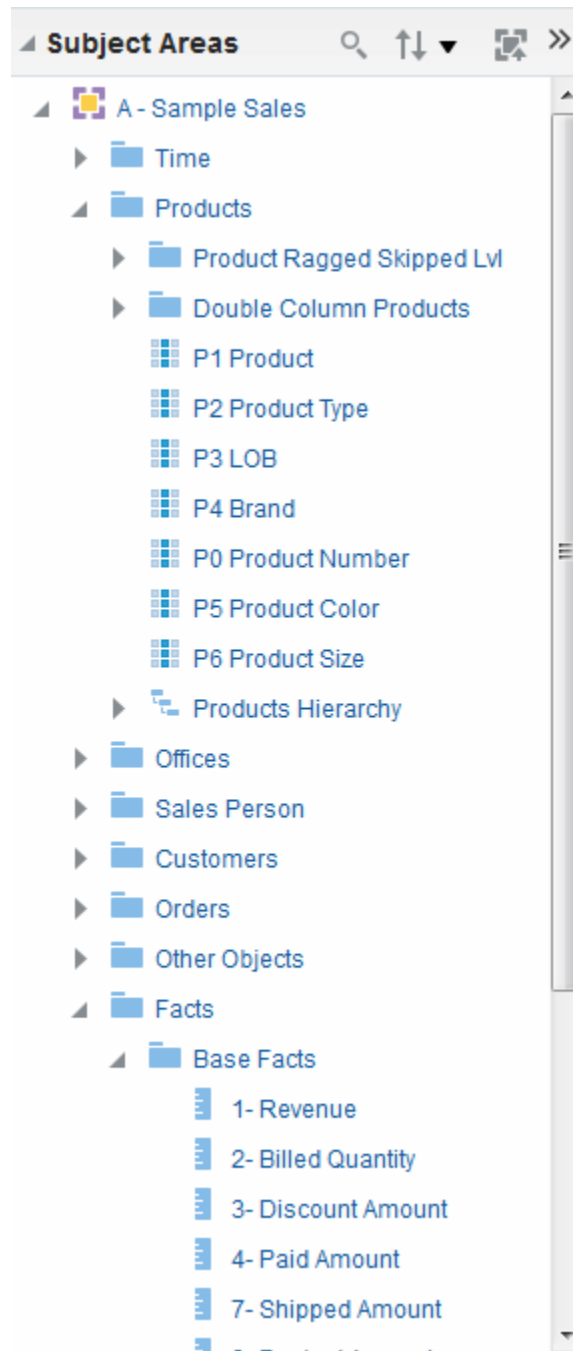 Subject Areas
A - Sample Sales
Time
Products
Product Ragged Skipped Lvl
Double Column Products
P1 Product
P2 Product Type
P3 LOB
P4 Brand
P0 Product Number
P5 Product Color
P6 Product Size
Products Hierarchy
Offices
Sales Person
Customers
Orders
Other Objects
Facts
Base Facts
1- Revenue
2- Billed Quantity
3- Discount Amount
4- Paid Amount
7- Shipped Amount